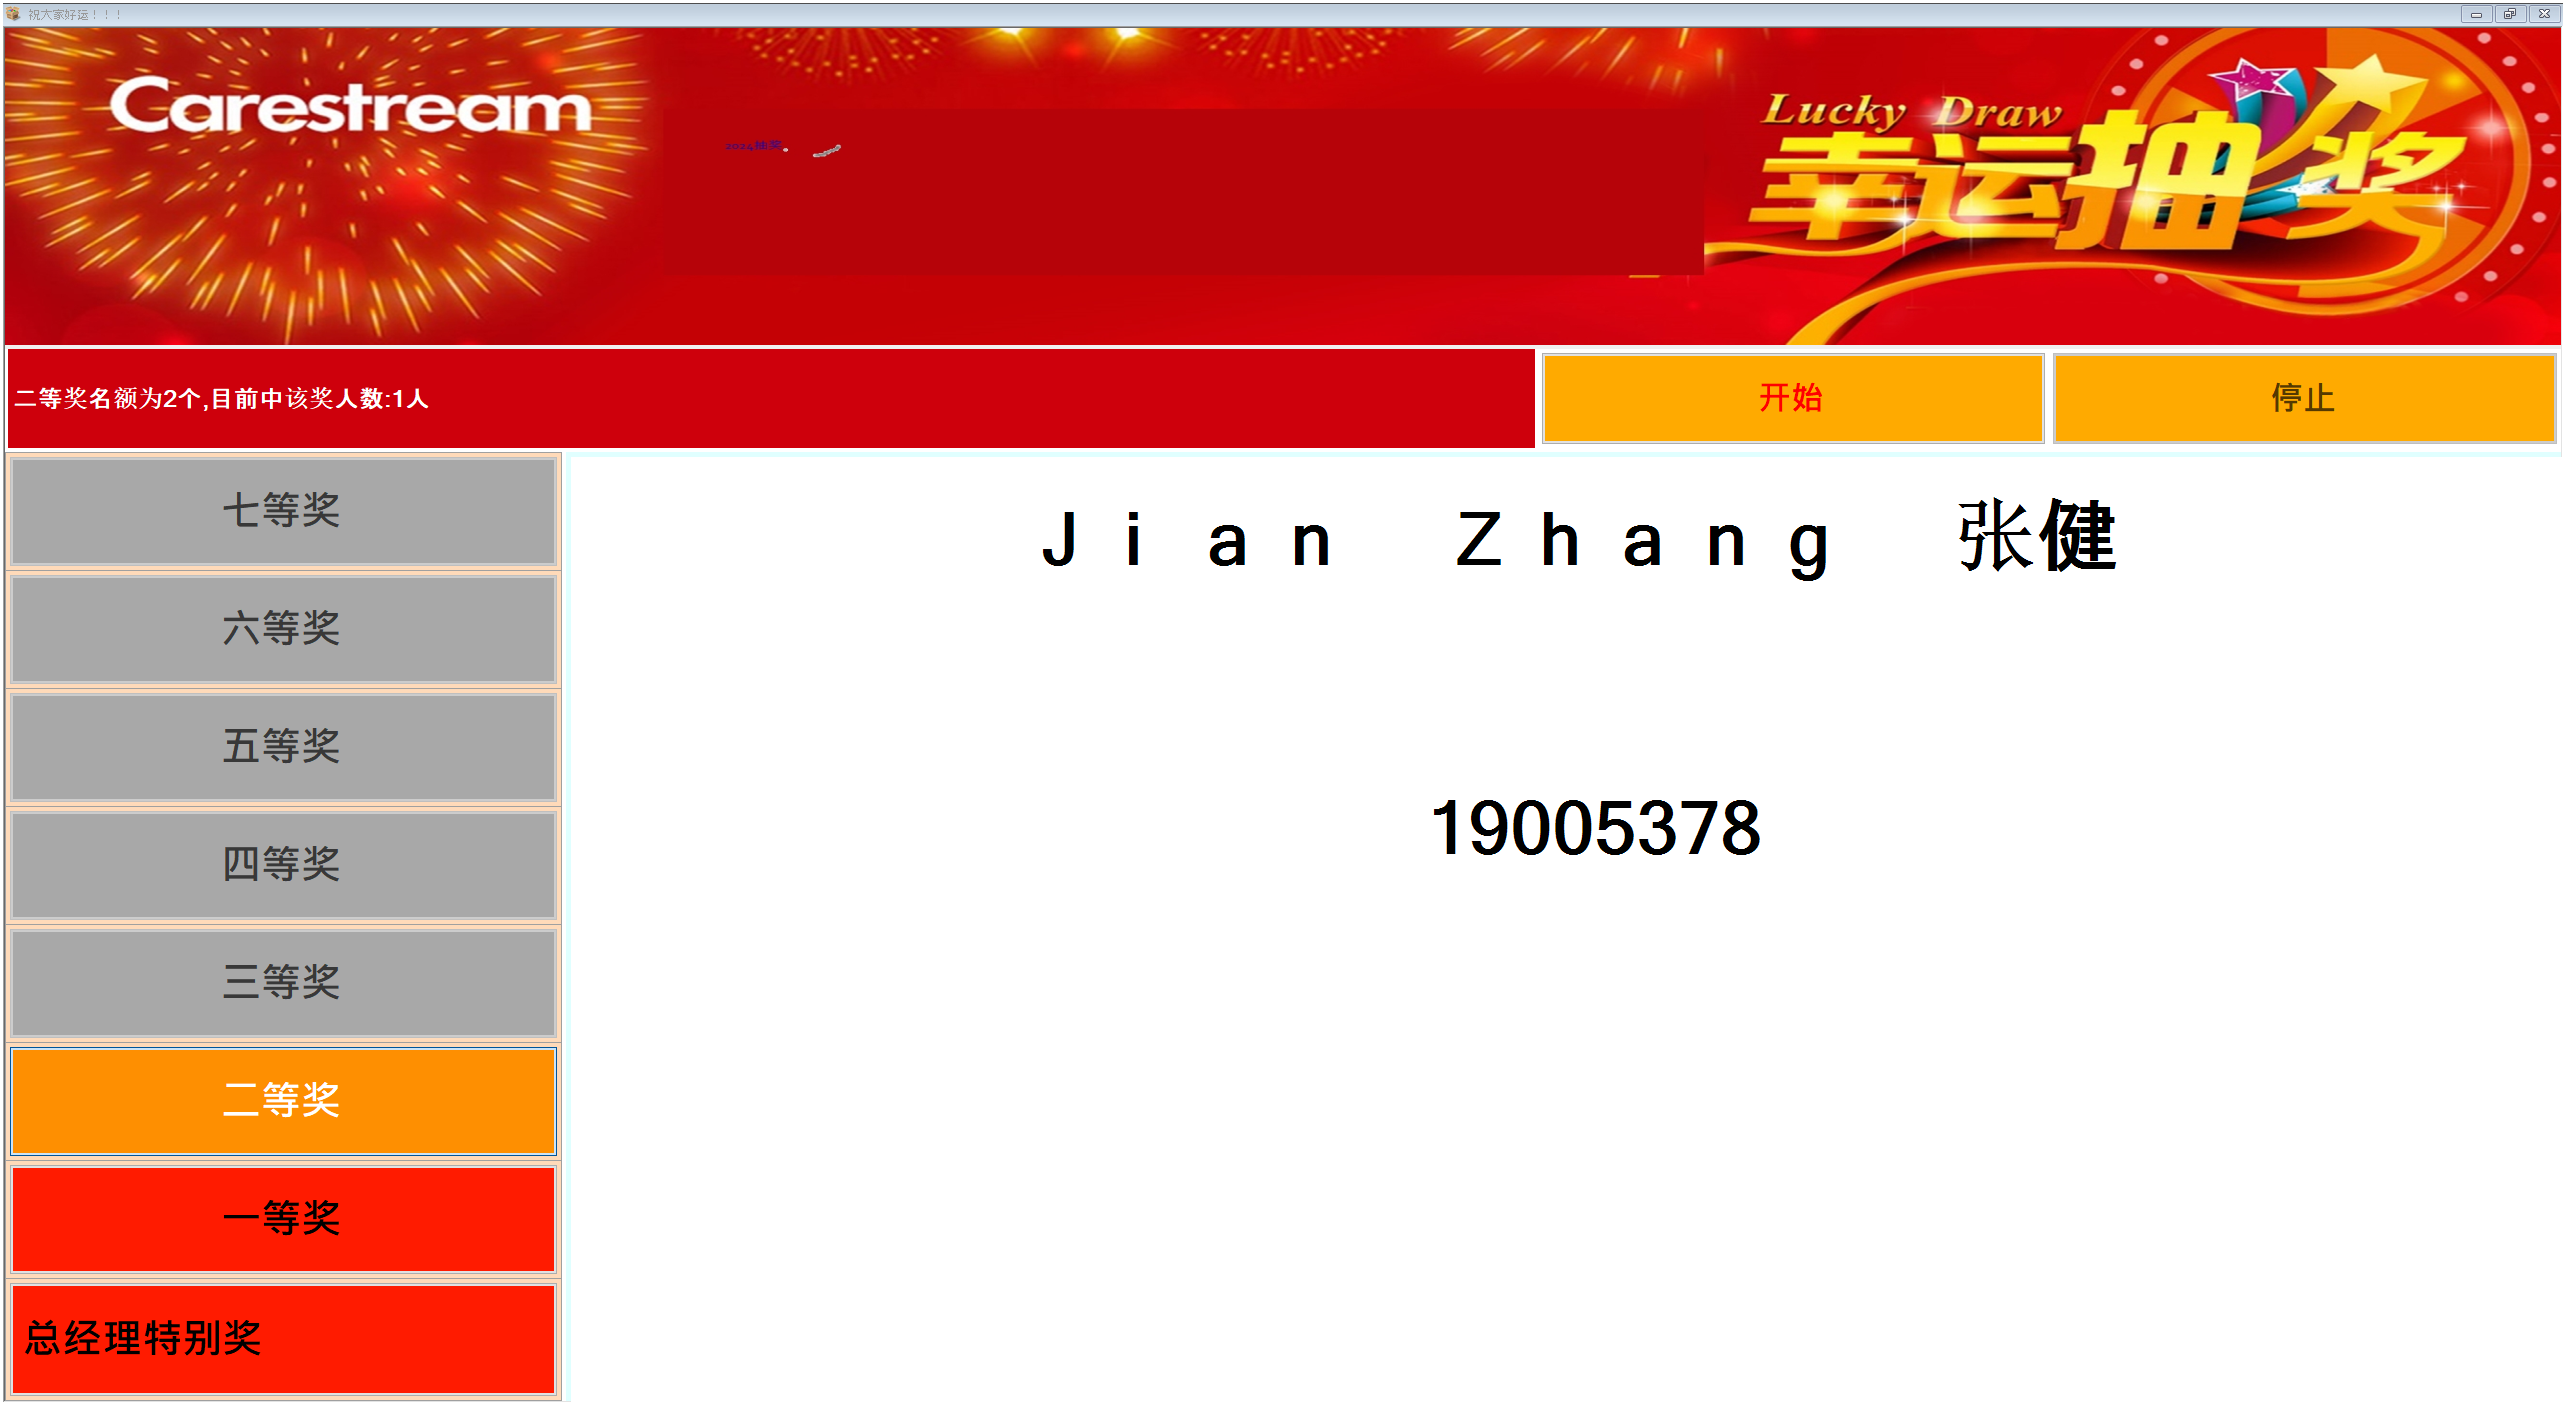 祝大家好运！！！
Carestream
2024抽奖
Lucky Draw
幸运抽奖
二等奖名额为2个,目前中该奖人数:1人
开始
停止
七等奖
六等奖
五等奖
四等奖
三等奖
二等奖
一等奖
总经理特别奖
Jian Zhang 张健
19005378